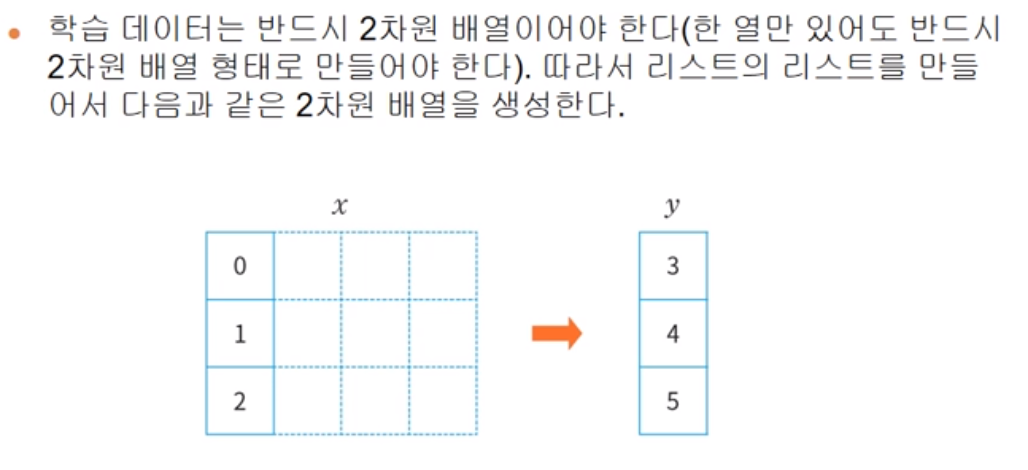 • 학습 데이터는 반드시 2차원 배열이어야 한다(한 열만 있어도 반드시
2차원 배열 형태로 만들어야 한다). 따라서 리스트의 리스트를 만들
어서 다음과 같은 2차원 배열을 생성한다.
x y
0 3
1 4
2 5